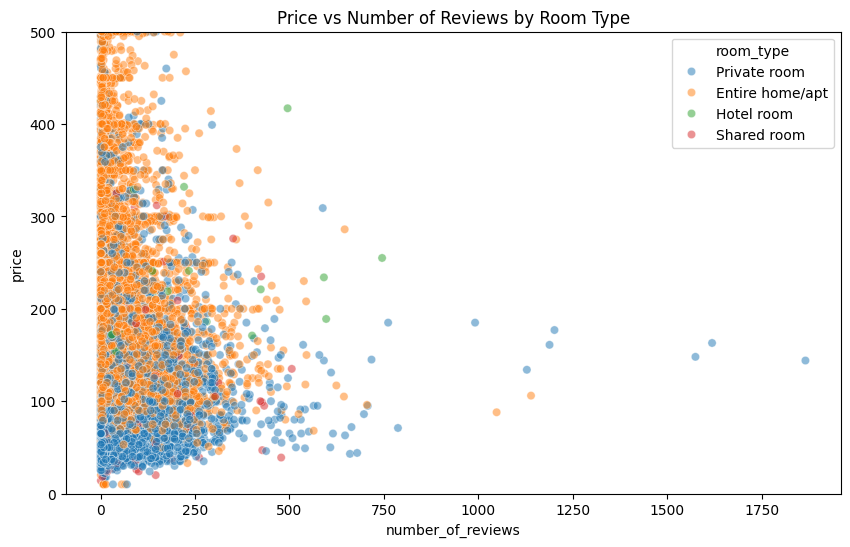 Price vs Number of Reviews by Room Type
room_type
Private room
Entire home/apt
Hotel room
Shared room
price
500
400
300
200
100
0
0 250 500 750 1000 1250 1500 1750
number_of_reviews